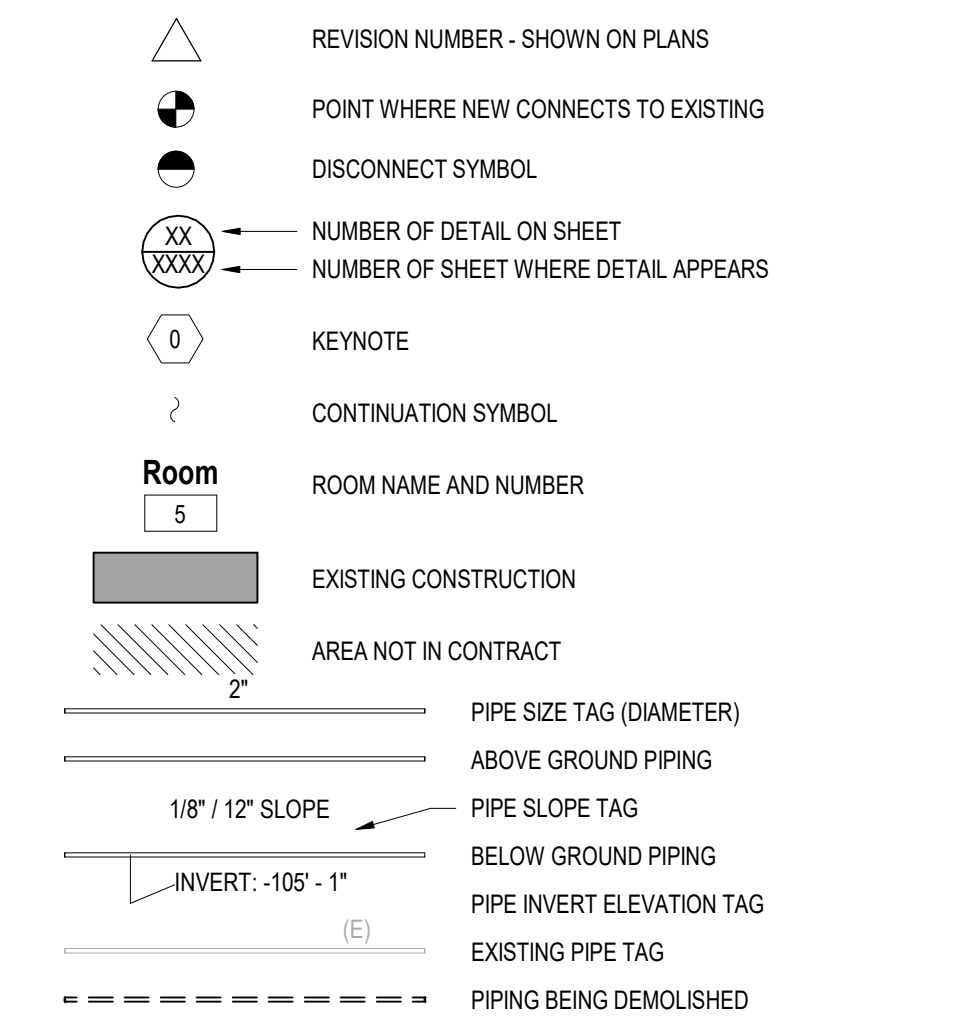 REVISION NUMBER - SHOWN ON PLANS
POINT WHERE NEW CONNECTS TO EXISTING
DISCONNECT SYMBOL
XX
NUMBER OF DETAIL ON SHEET
XXXX
NUMBER OF SHEET WHERE DETAIL APPEARS
0
KEYNOTE
CONTINUATION SYMBOL
Room
5
ROOM NAME AND NUMBER
EXISTING CONSTRUCTION
AREA NOT IN CONTRACT
2"
PIPE SIZE TAG (DIAMETER)
ABOVE GROUND PIPING
1/8" / 12" SLOPE
PIPE SLOPE TAG
BELOW GROUND PIPING
INVERT: -105' - 1"
PIPE INVERT ELEVATION TAG
(E)
EXISTING PIPE TAG
PIPING BEING DEMOLISHED